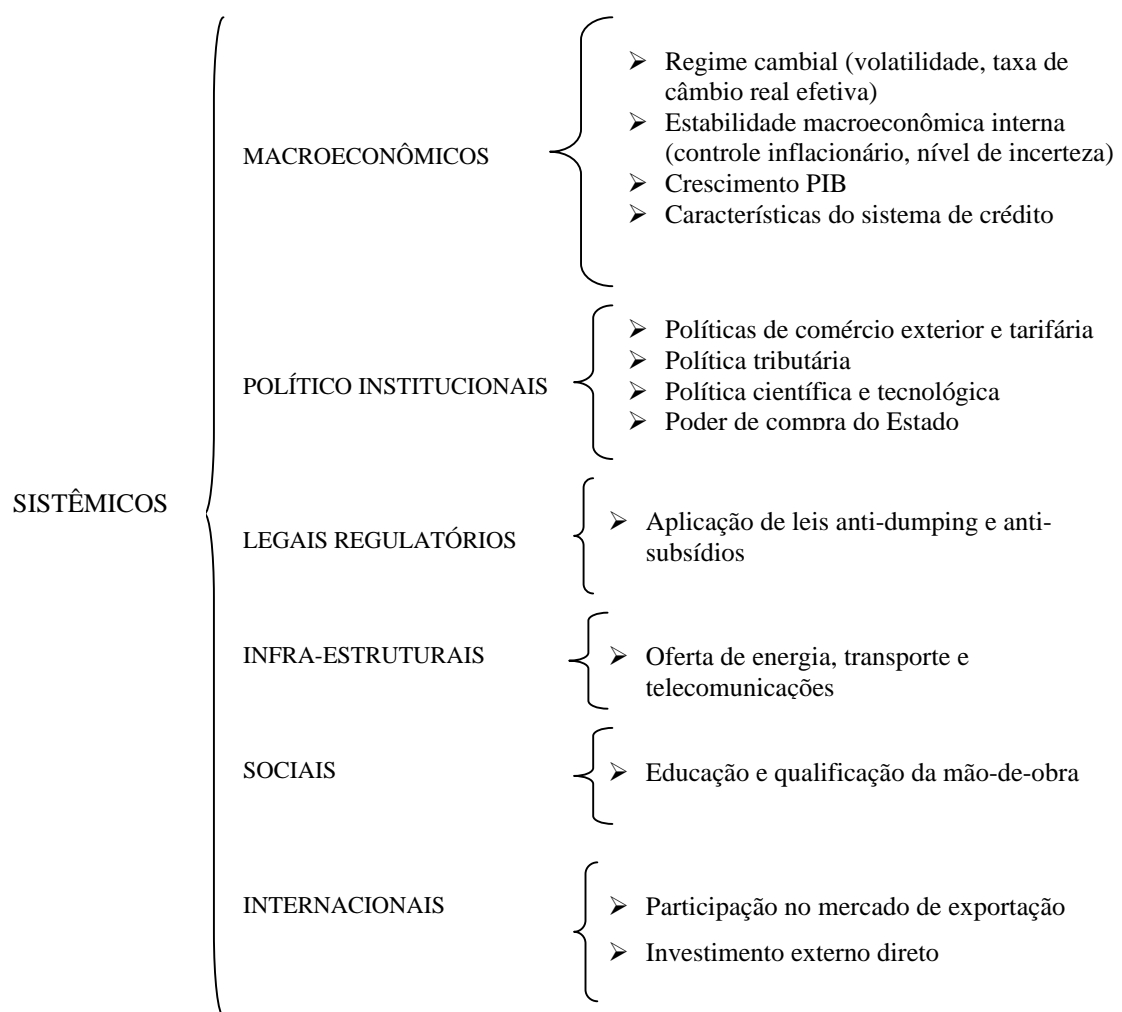 MACROECONÔMICOS
➢ Regime cambial (volatilidade, taxa de
câmbio real efetiva)
➢ Estabilidade macroeconômica interna
(controle inflacionário, nível de incerteza)
➢ Crescimento PIB
➢ Características do sistema de crédito
POLÍTICO INSTITUCIONAIS
➢ Políticas de comércio exterior e tarifária
➢ Política tributária
➢ Política científica e tecnológica
➢ Poder de compra do Estado
SISTÊMICOS
LEGAIS REGULATÓRIOS
➢ Aplicação de leis anti-dumping e anti-
subsídios
INFRA-ESTRUTURAIS
➢ Oferta de energia, transporte e
telecomunicações
SOCIAIS
➢ Educação e qualificação da mão-de-obra
INTERNACIONAIS
➢ Participação no mercado de exportação
➢ Investimento externo direto